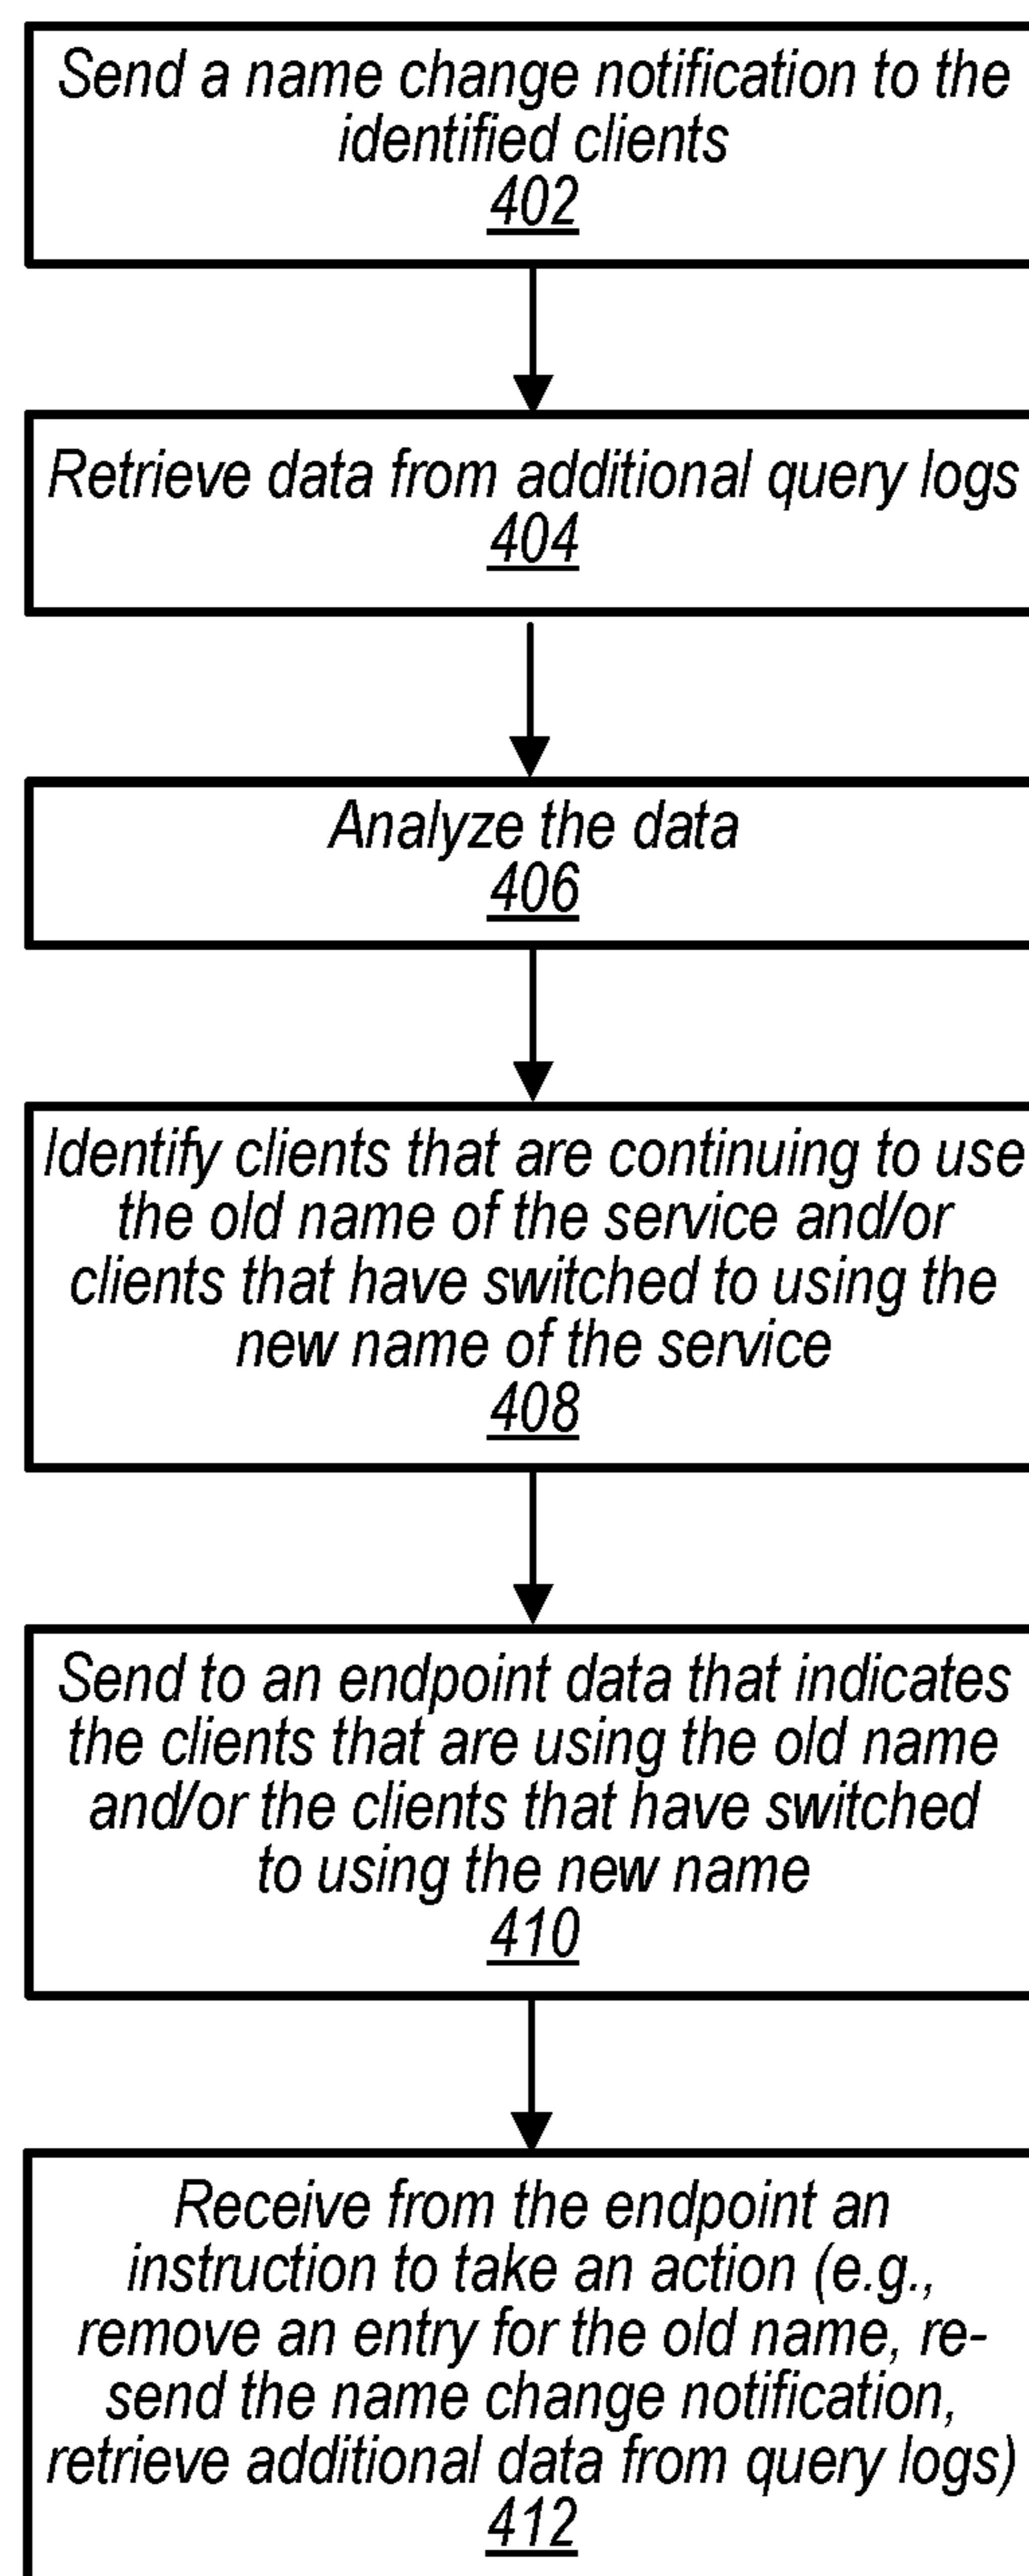 Send a name change notification to the
identified clients
402
Retrieve data from additional query logs
404
Analyze the data
406
Identify clients that are continuing to use
the old name of the service and/or
clients that have switched to using the
new name of the service
408
Send to an endpoint data that indicates
the clients that are using the old name
and/or the clients that have switched
to using the new name
410
Receive from the endpoint an
instruction to take an action (e.g.,
remove an entry for the old name, re-
send the name change notification,
retrieve additional data from query logs)
412